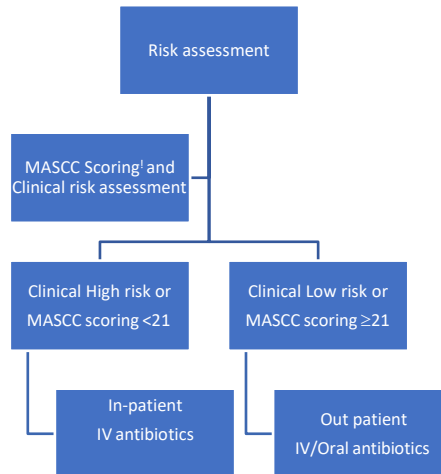 Risk assessment
MASCC Scoring! and
Clinical risk assessment
Clinical High risk or
MASCC scoring <21
Clinical Low risk or
MASCC scoring ≥21
In-patient
IV antibiotics
Out patient
IV/Oral antibiotics